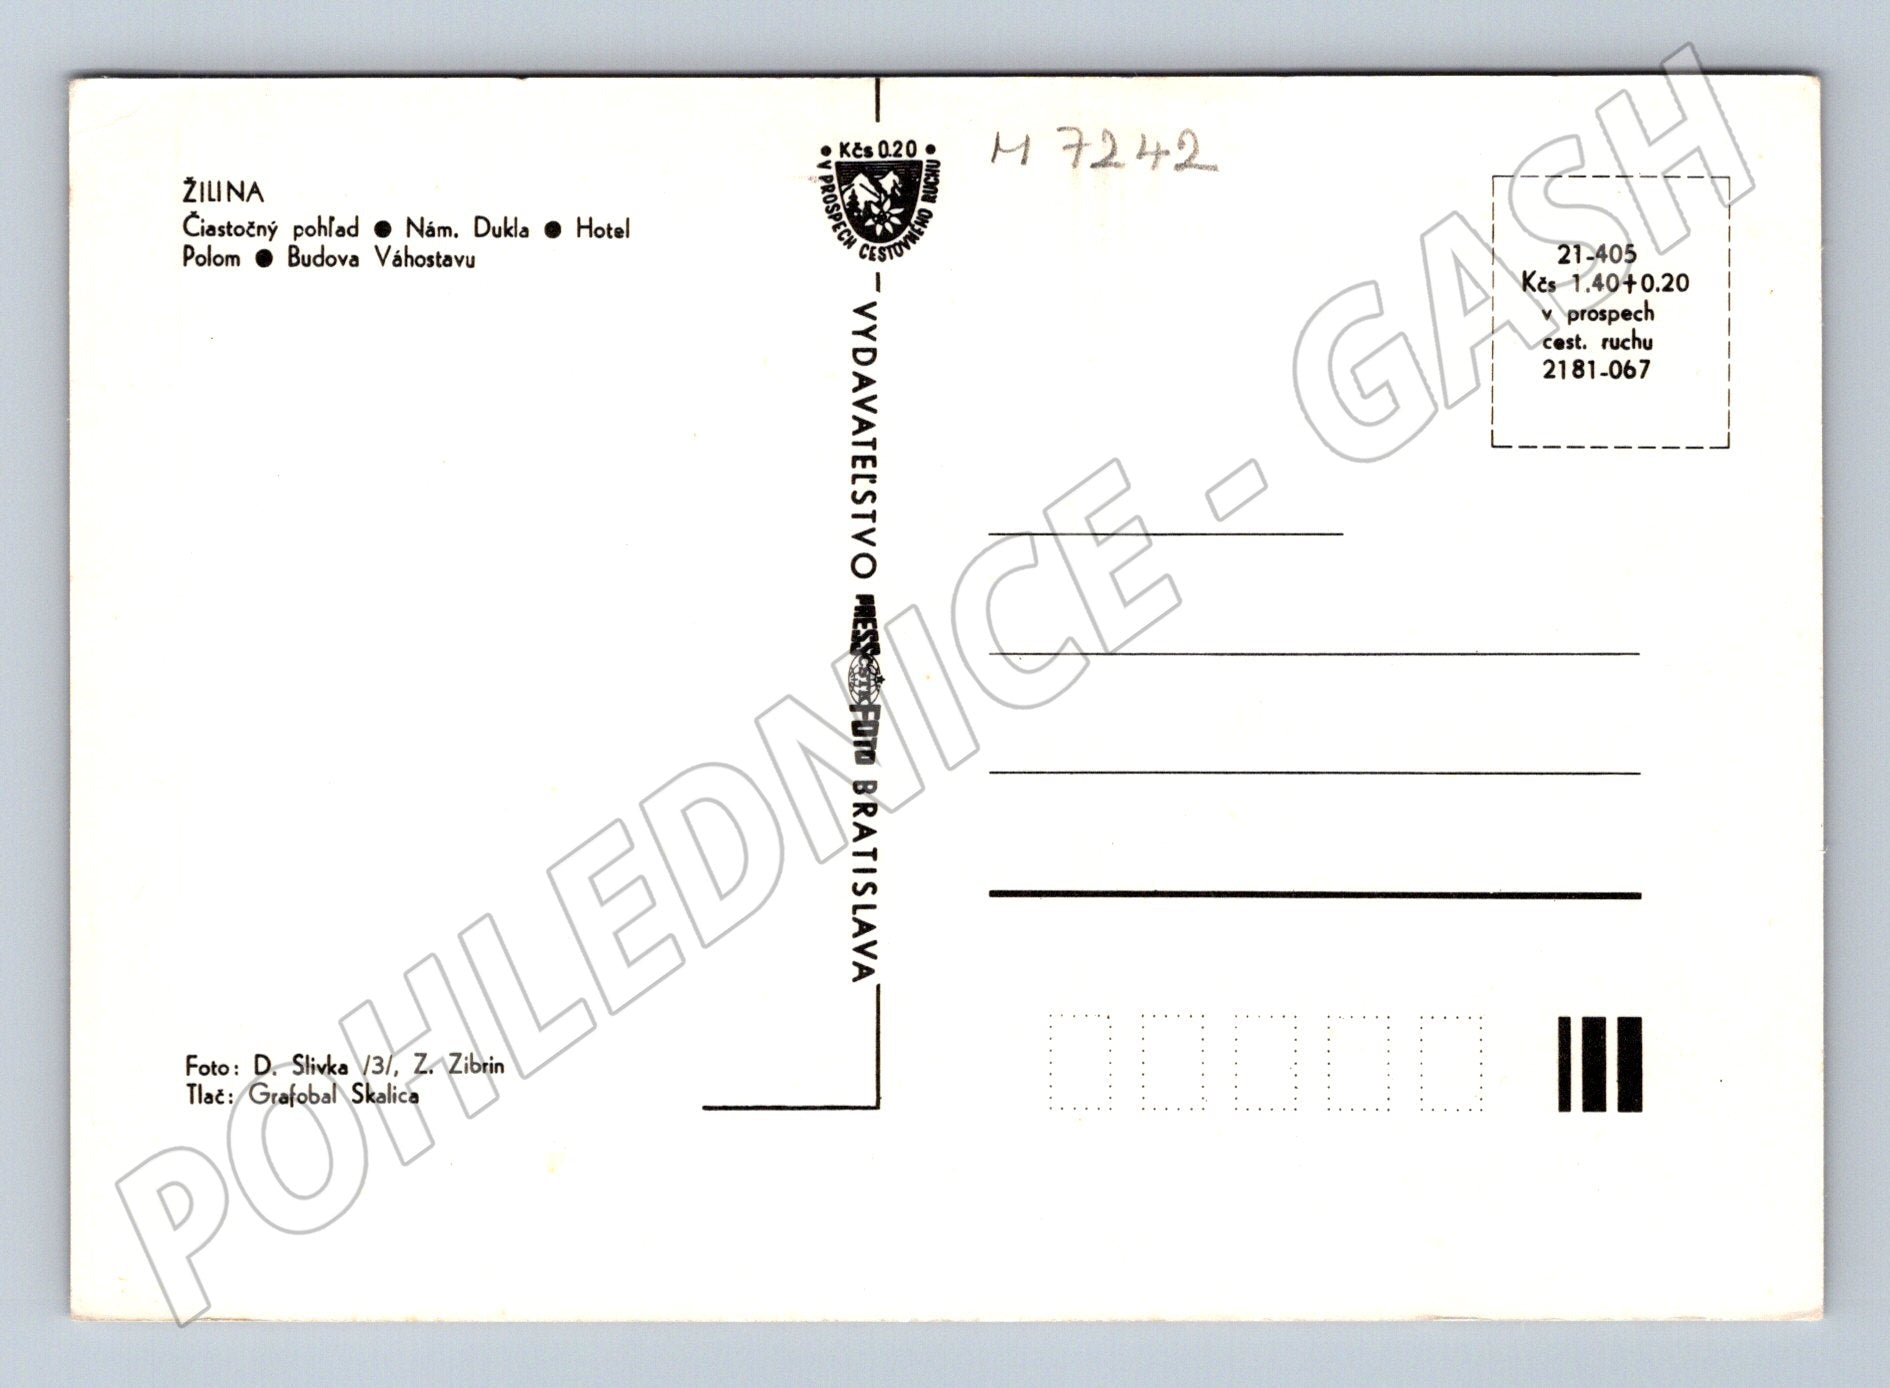 ŽILINA
Čiastočný pohľad ● Nám. Dukla ● Hotel
Polom ● Budova Váhostavu
Foto: D. Slivka /3/, Z. Zibrin
Tlač: Grafobal Skalica
• Kčs 0.20 •
V PROSPECH CESTOVNÉHO RUCHU
VYDAVATEĽSTVO PRESSFOTO BRATISLAVA
ČSTK
M 7242
21-405
Kčs 1.40+0.20
v prospech
cest. ruchu
2181-067
POHLEDNICE - GASH